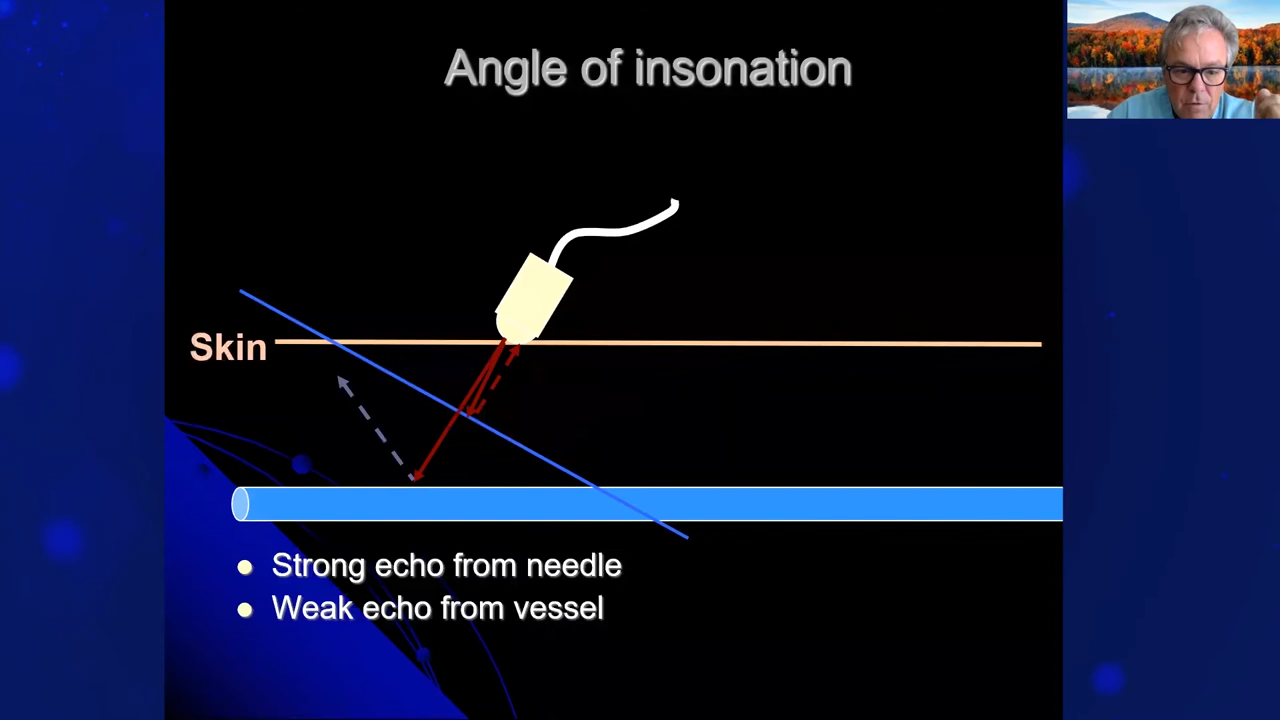 Angle of insonation
Skin
Strong echo from needle
Weak echo from vessel